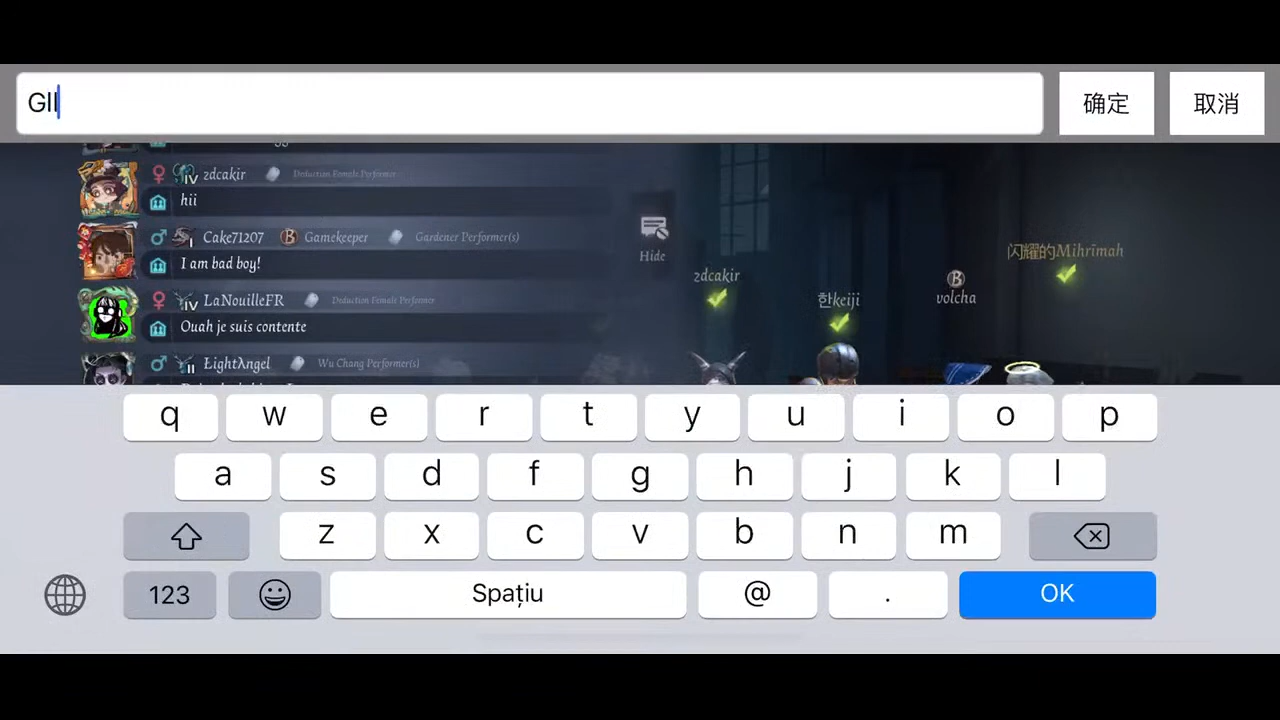 Gll
确定
取消
zdcakir
Deduction Female Performer
hii
Cake71207 B Gamekeeper Gardener Performer(s)
I am bad boy!
LaNouilleFR
Deduction Female Performer
Ouah je suis contente
ŁightΛngel Wu Chang Performer(s)
Hide
zdcakir
한keiji
B
volcha
闪耀的Mihrimah
q w e r t y u i o p
a s d f g h j k l
z x c v b n m
123
Spațiu
@
.
OK